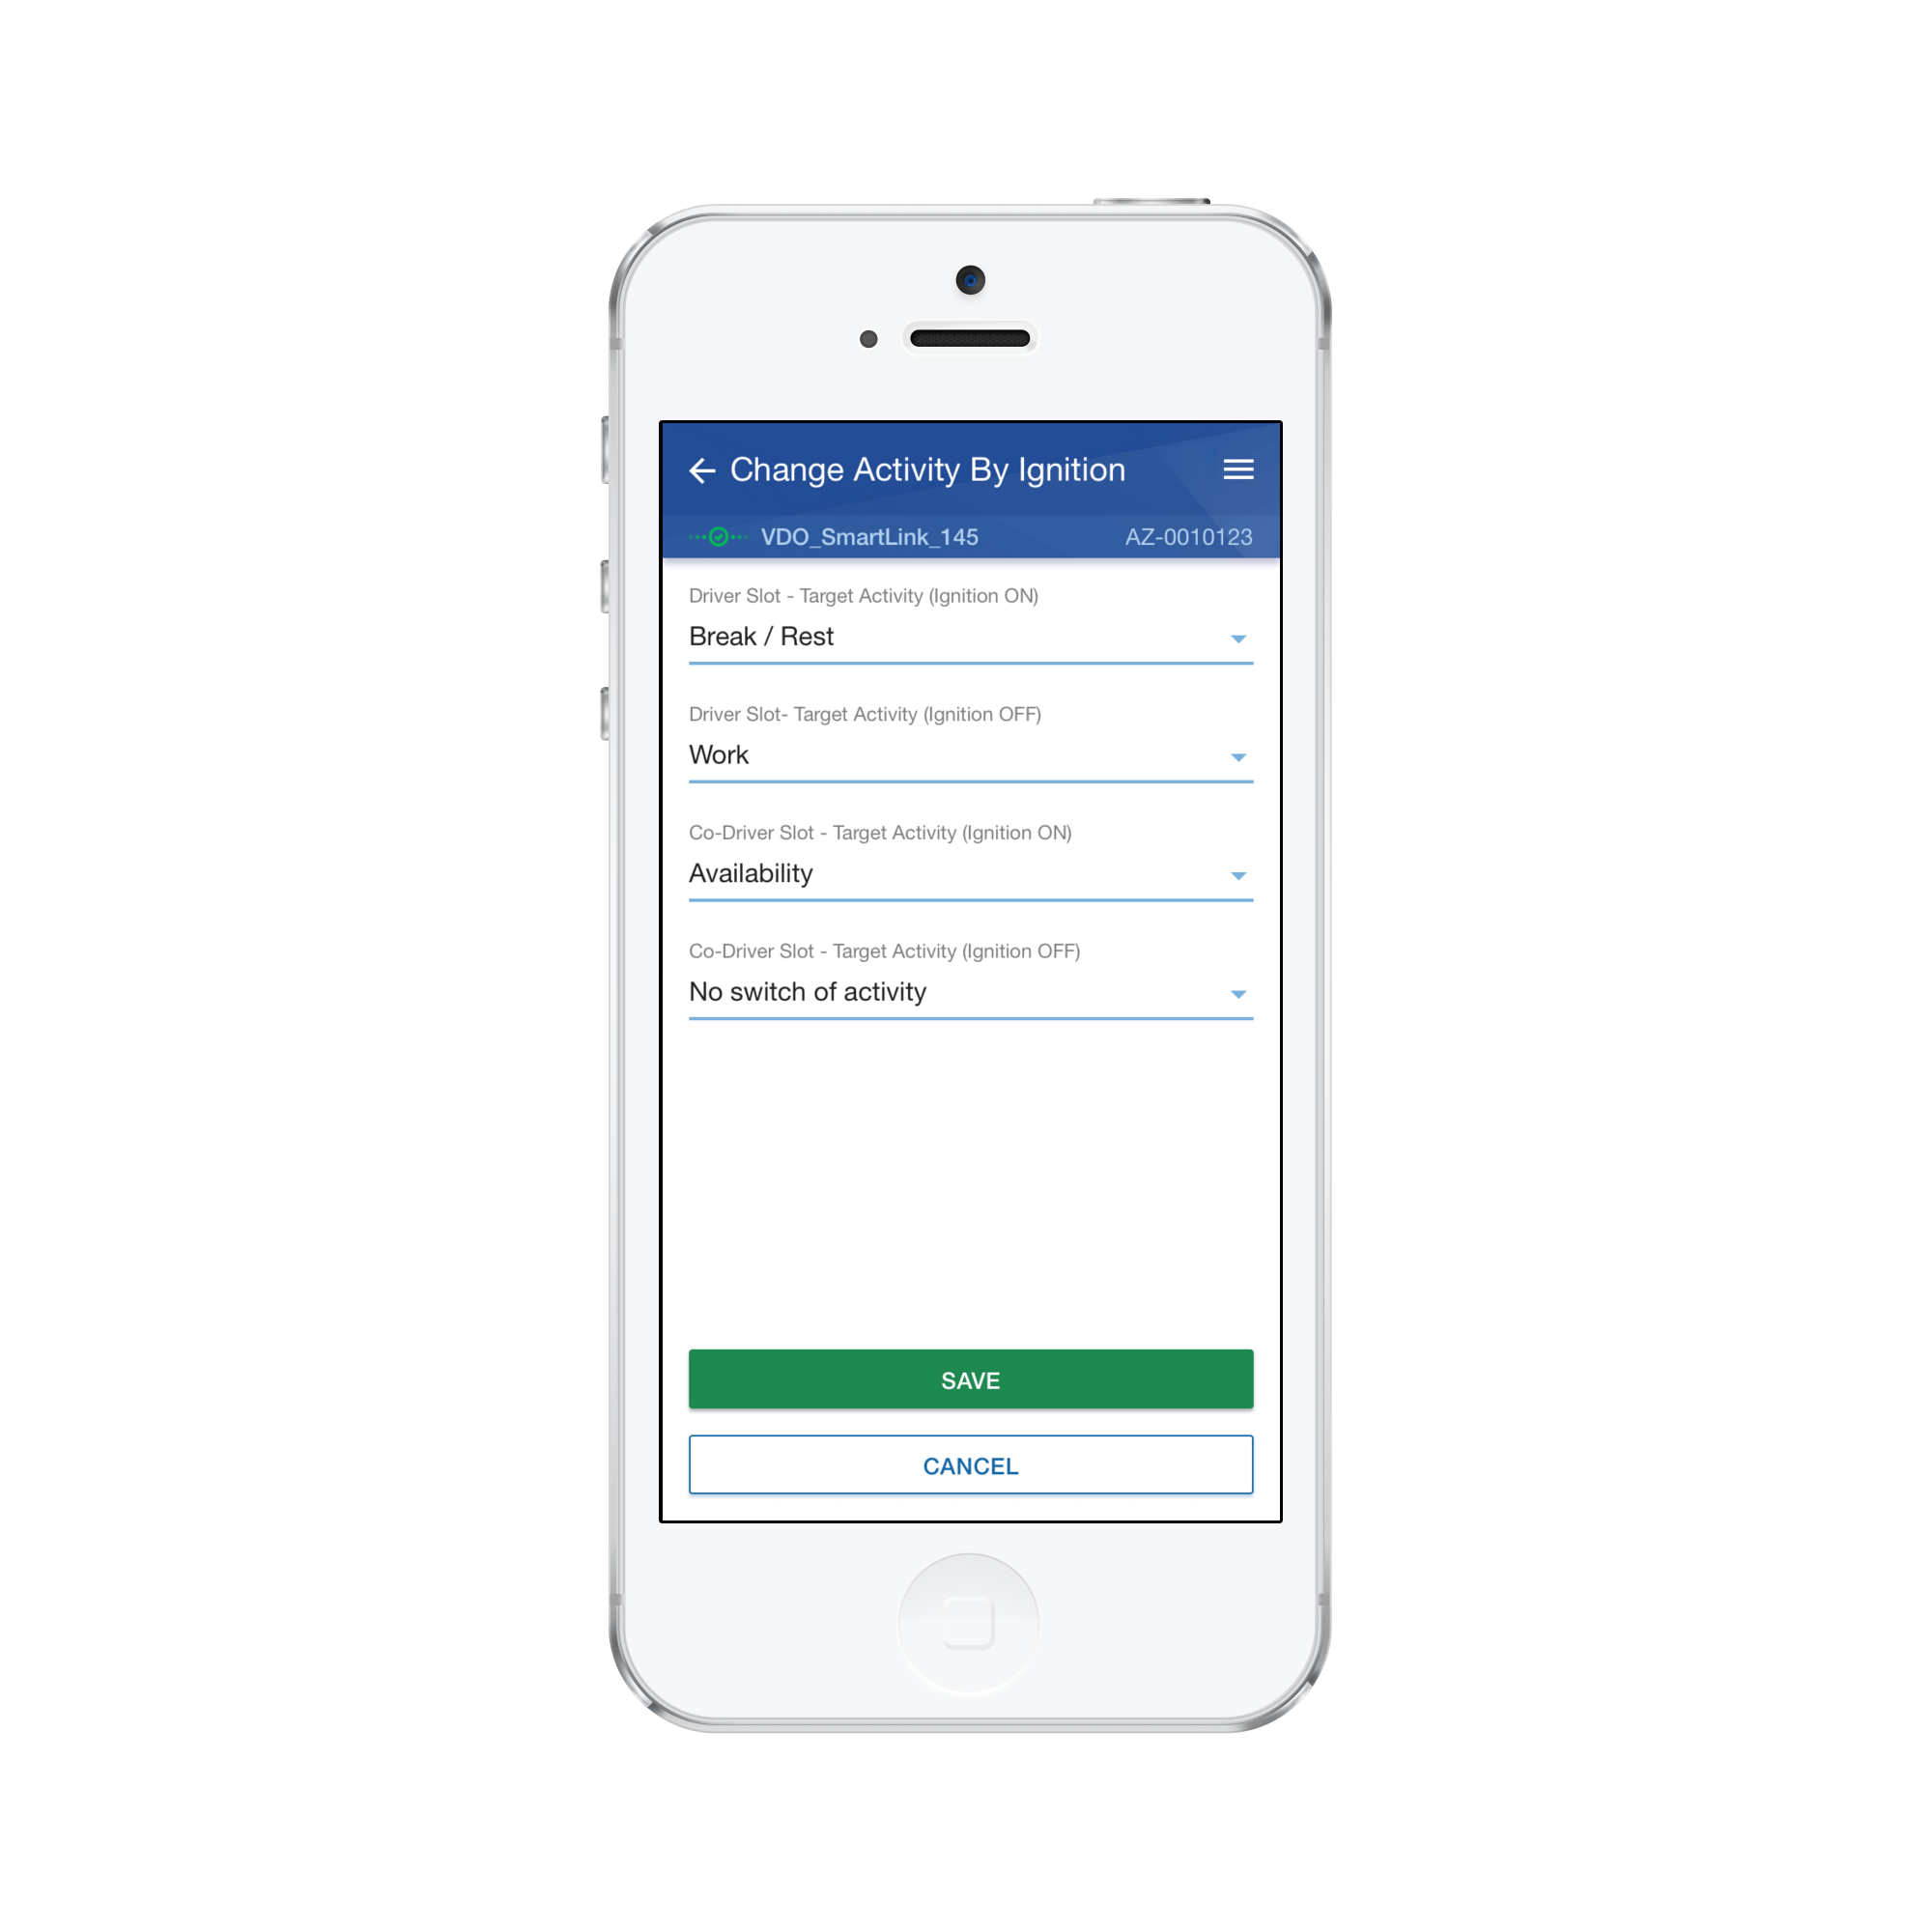 Change Activity By Ignition
VDO_SmartLink_145 AZ-0010123
Driver Slot - Target Activity (Ignition ON)
Break / Rest
Driver Slot- Target Activity (Ignition OFF)
Work
Co-Driver Slot - Target Activity (Ignition ON)
Availability
Co-Driver Slot - Target Activity (Ignition OFF)
No switch of activity
SAVE
CANCEL